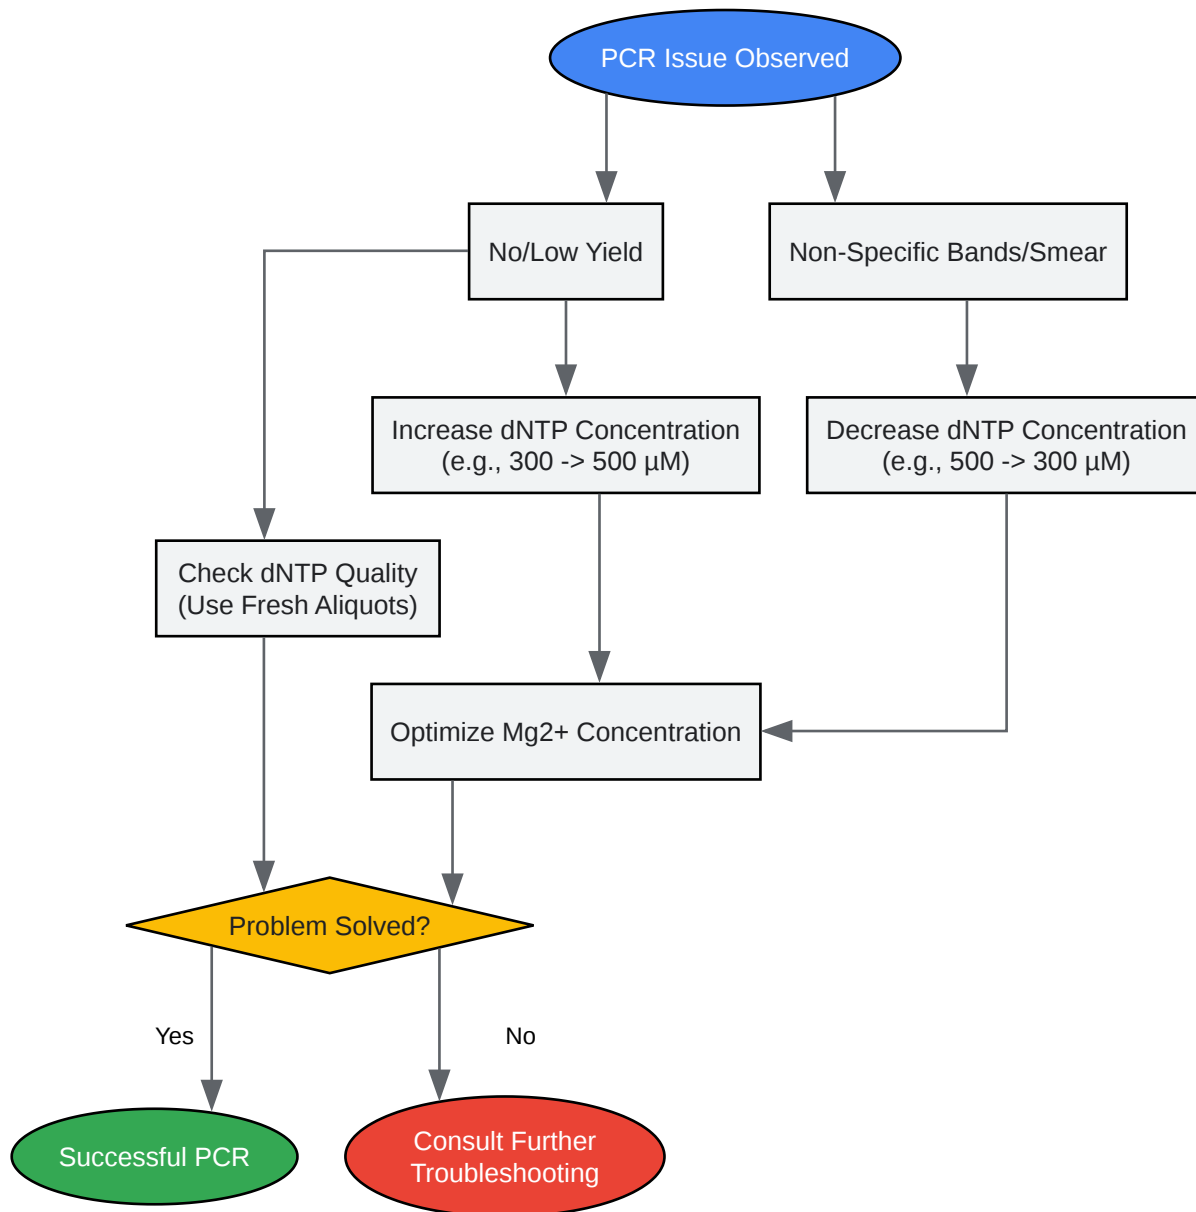 PCR Issue Observed
No/Low Yield
Non-Specific Bands/Smear
Increase dNTP Concentration
(e.g., 300 -> 500 µM)
Decrease dNTP Concentration
(e.g., 500 -> 300 µM)
Check dNTP Quality
(Use Fresh Aliquots)
Optimize Mg2+ Concentration
Problem Solved?
Yes
No
Successful PCR
Consult Further
Troubleshooting